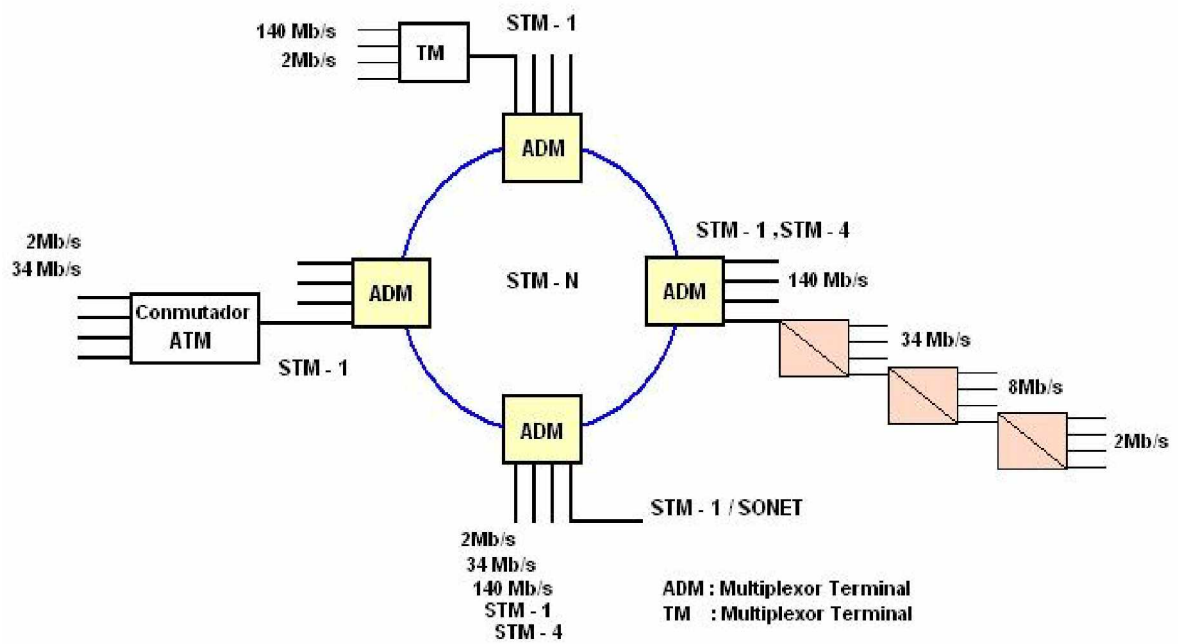 STM - 1
140 Mb/s
2Mb/s
TM
ADM
2Mb/s
34 Mb/s
Conmutador
ATM
STM - 1
ADM
STM - N
STM - 1 ,STM - 4
ADM
140 Mb/s
34 Mb/s
8Mb/s
2Mb/s
ADM
STM - 1 / SONET
2Mb/s
34 Mb/s
140 Mb/s
STM - 1
STM - 4
ADM : Multiplexor Terminal
TM : Multiplexor Terminal